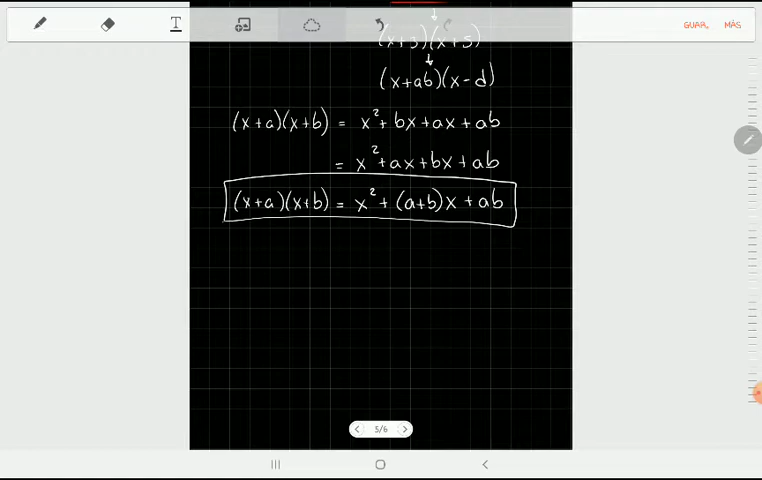 T
GUAR.
MÁS
(x+3)(x+5)
(x+ab)(x-d)
(x+a)(x+b) = x²+bx+ax+ab
= x²+ax+bx+ab
(x+a)(x+b) = x²+(a+b)x+ab
5/6